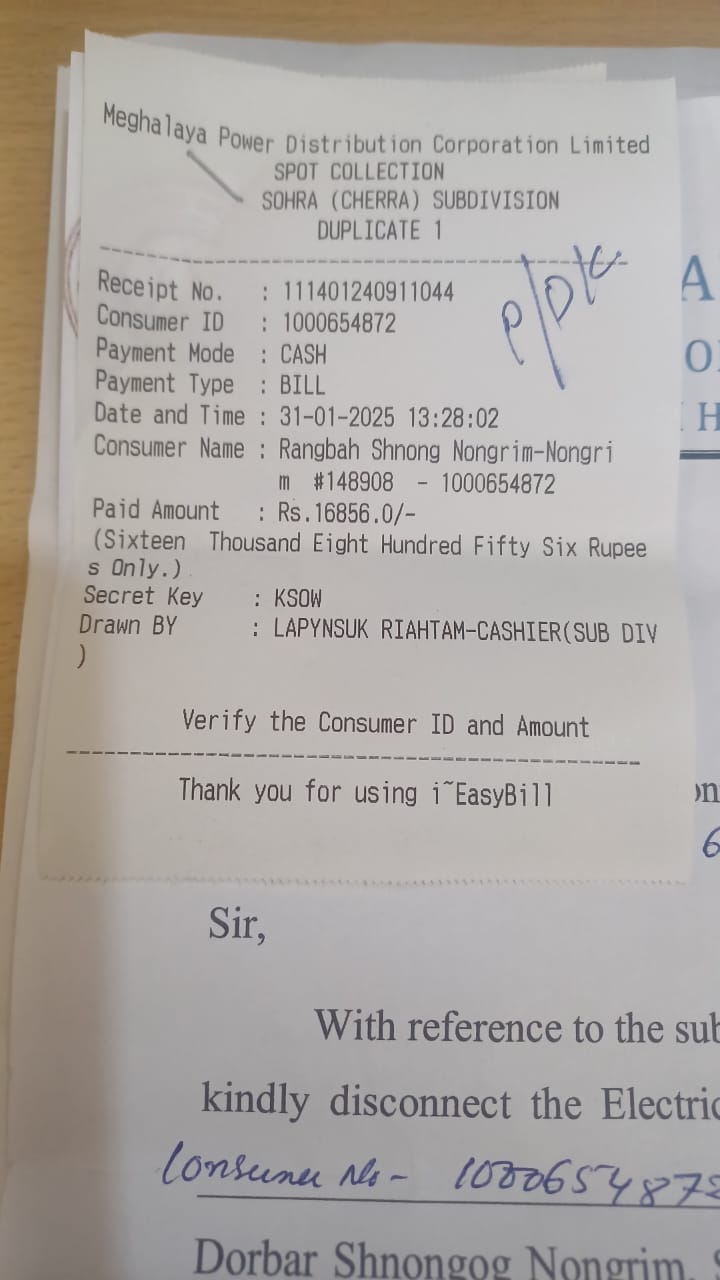 Meghalaya Power Distribution Corporation Limited
SPOT COLLECTION
SOHRA (CHERRA) SUBDIVISION
DUPLICATE 1
Receipt No. : 111401240911044
Consumer ID : 1000654872
Payment Mode : CASH
Payment Type : BILL
Date and Time : 31-01-2025 13:28:02
Consumer Name : Rangbah Shnong Nongrim-Nongri
m #148908 - 1000654872
Paid Amount : Rs.16856.0/-
(Sixteen Thousand Eight Hundred Fifty Six Rupee
s Only.)
Secret Key : KSOW
Drawn BY : LAPYNSUK RIAHTAM-CASHIER(SUB DIV
)
Verify the Consumer ID and Amount
Thank you for using i~EasyBill
Sir,
With reference to the sub
kindly disconnect the Electric
Consumer No - 1000654872
Dorbar Shnongog Nongrim,